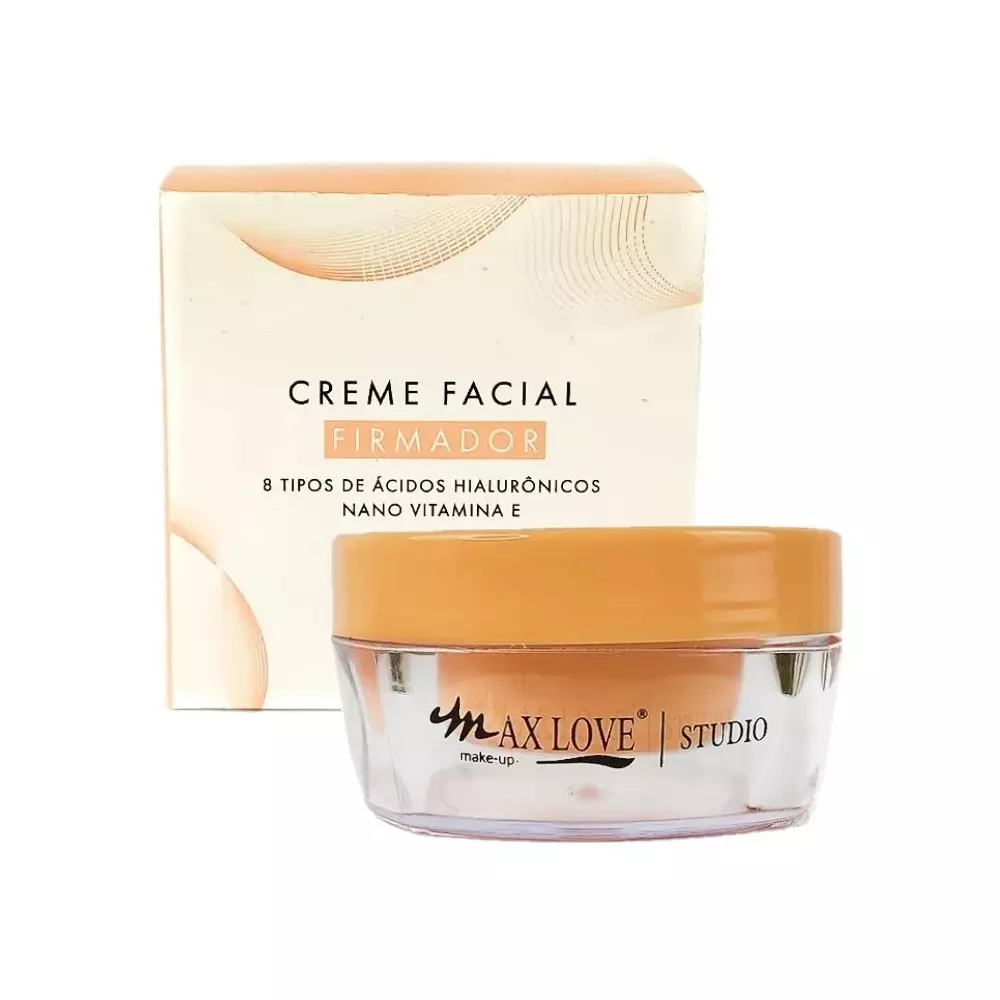 CREME FACIAL
FIRMADOR
8 TIPOS DE ÁCIDOS HIALURÔNICOS
NANO VITAMINA E
MAX LOVE® | STUDIO
make-up